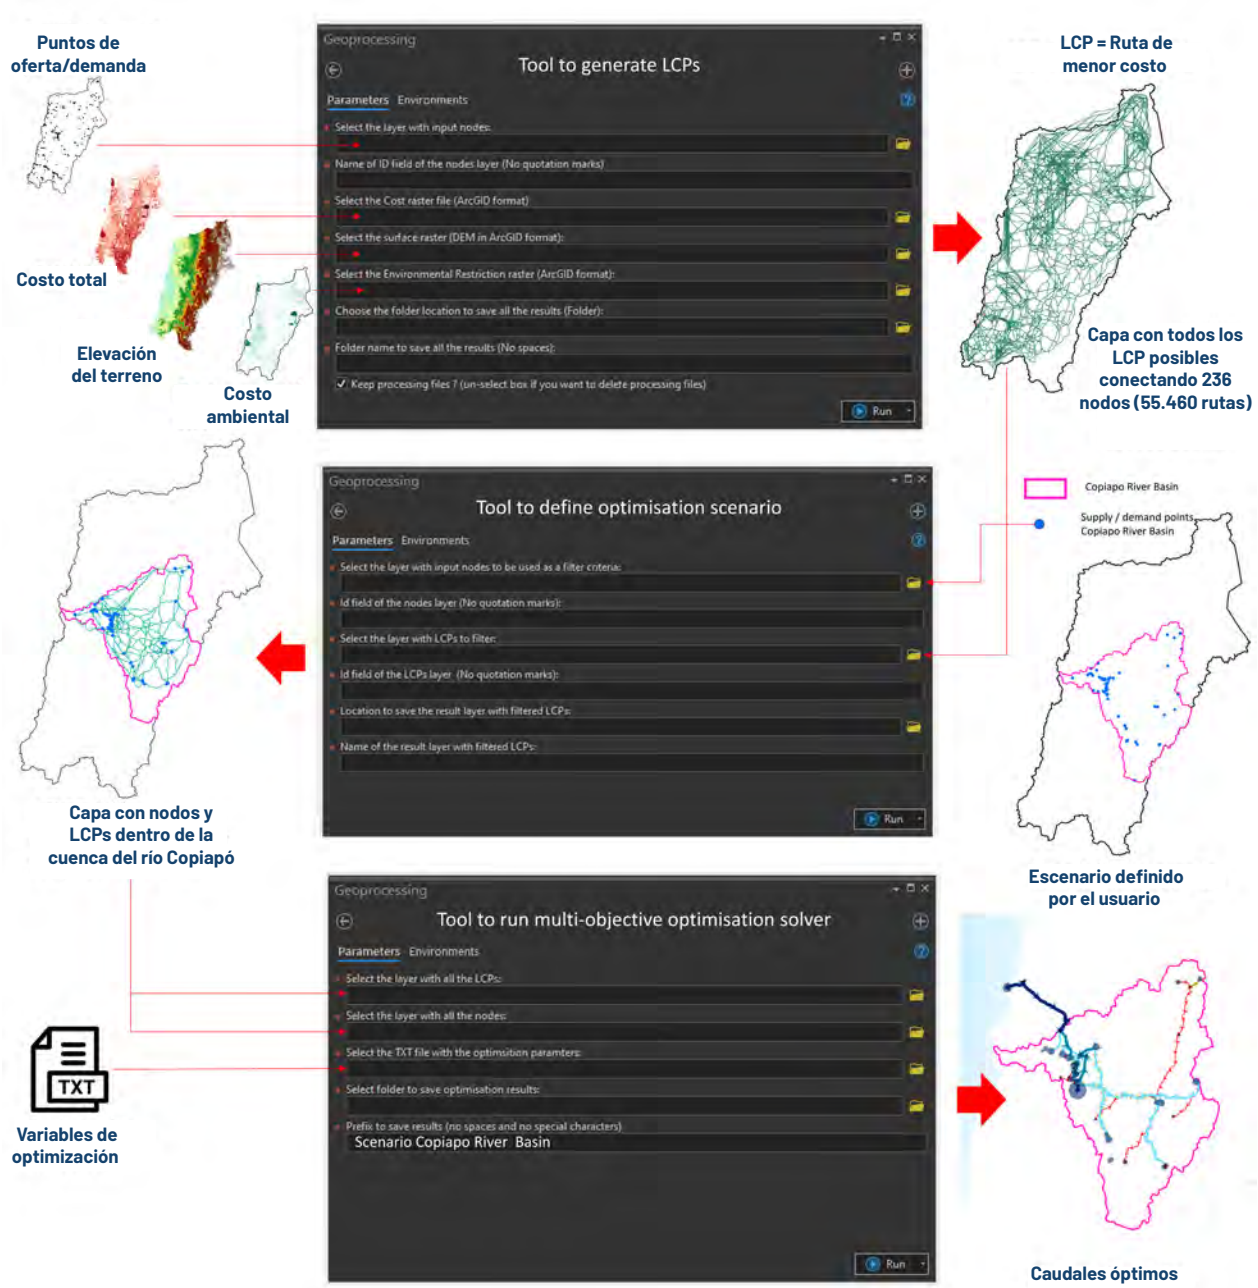 Puntos de
oferta/demanda
Costo total
Elevación
del terreno
Costo
ambiental
Geoprocessing
Tool to generate LCPs
Parameters Environments
Select the layer with input nodes:
Name of ID field of the nodes layer (No quotation marks)
Select the Cost raster file (ArcGID format)
Select the surface raster (DEM in ArcGID format):
Select the Environmental Restriction raster (ArcGID format):
Choose the folder location to save all the results (Folder):
Folder name to save all the results (No spaces):
Keep processing files ? (un-select box if you want to delete processing files)
Run
LCP = Ruta de
menor costo
Capa con todos los
LCP posibles
conectando 236
nodos (55.460 rutas)
Copiapo River Basin
Supply / demand points
Copiapo River Basin
Escenario definido
por el usuario
Geoprocessing
Tool to define optimisation scenario
Parameters Environments
Select the layer with input nodes to be used as a filter criteria:
Id field of the nodes layer (No quotation marks):
Select the layer with LCPs to filter:
Id field of the LCPs layer (No quotation marks):
Location to save the result layer with filtered LCPs:
Name of the result layer with filtered LCPs:
Run
Capa con nodos y
LCPs dentro de la
cuenca del río Copiapó
Geoprocessing
Tool to run multi-objective optimisation solver
Parameters Environments
Select the layer with all the LCPs:
Select the layer with all the nodes:
Select the TXT file with the optimsition paramters:
Select folder to save optimisation results:
Prefix to save results (no spaces and no special characters)
Scenario Copiapo River Basin
Run
TXT
Variables de
optimización
Caudales óptimos